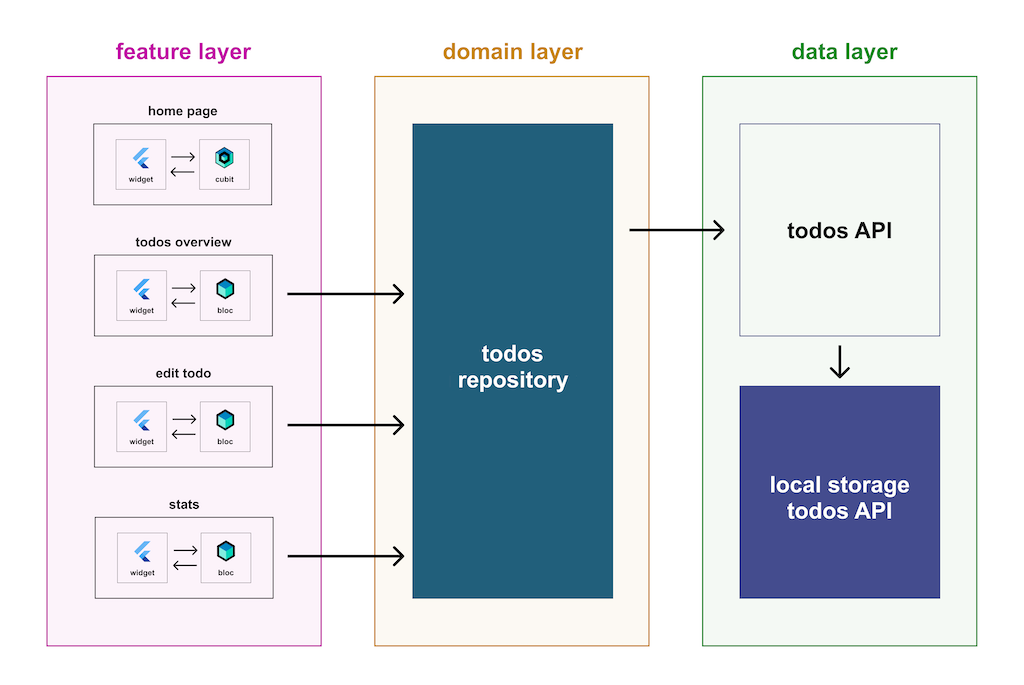 feature layer
home page
widget
cubit
todos overview
widget
bloc
edit todo
widget
bloc
stats
widget
bloc
domain layer
todos
repository
data layer
todos API
local storage
todos API